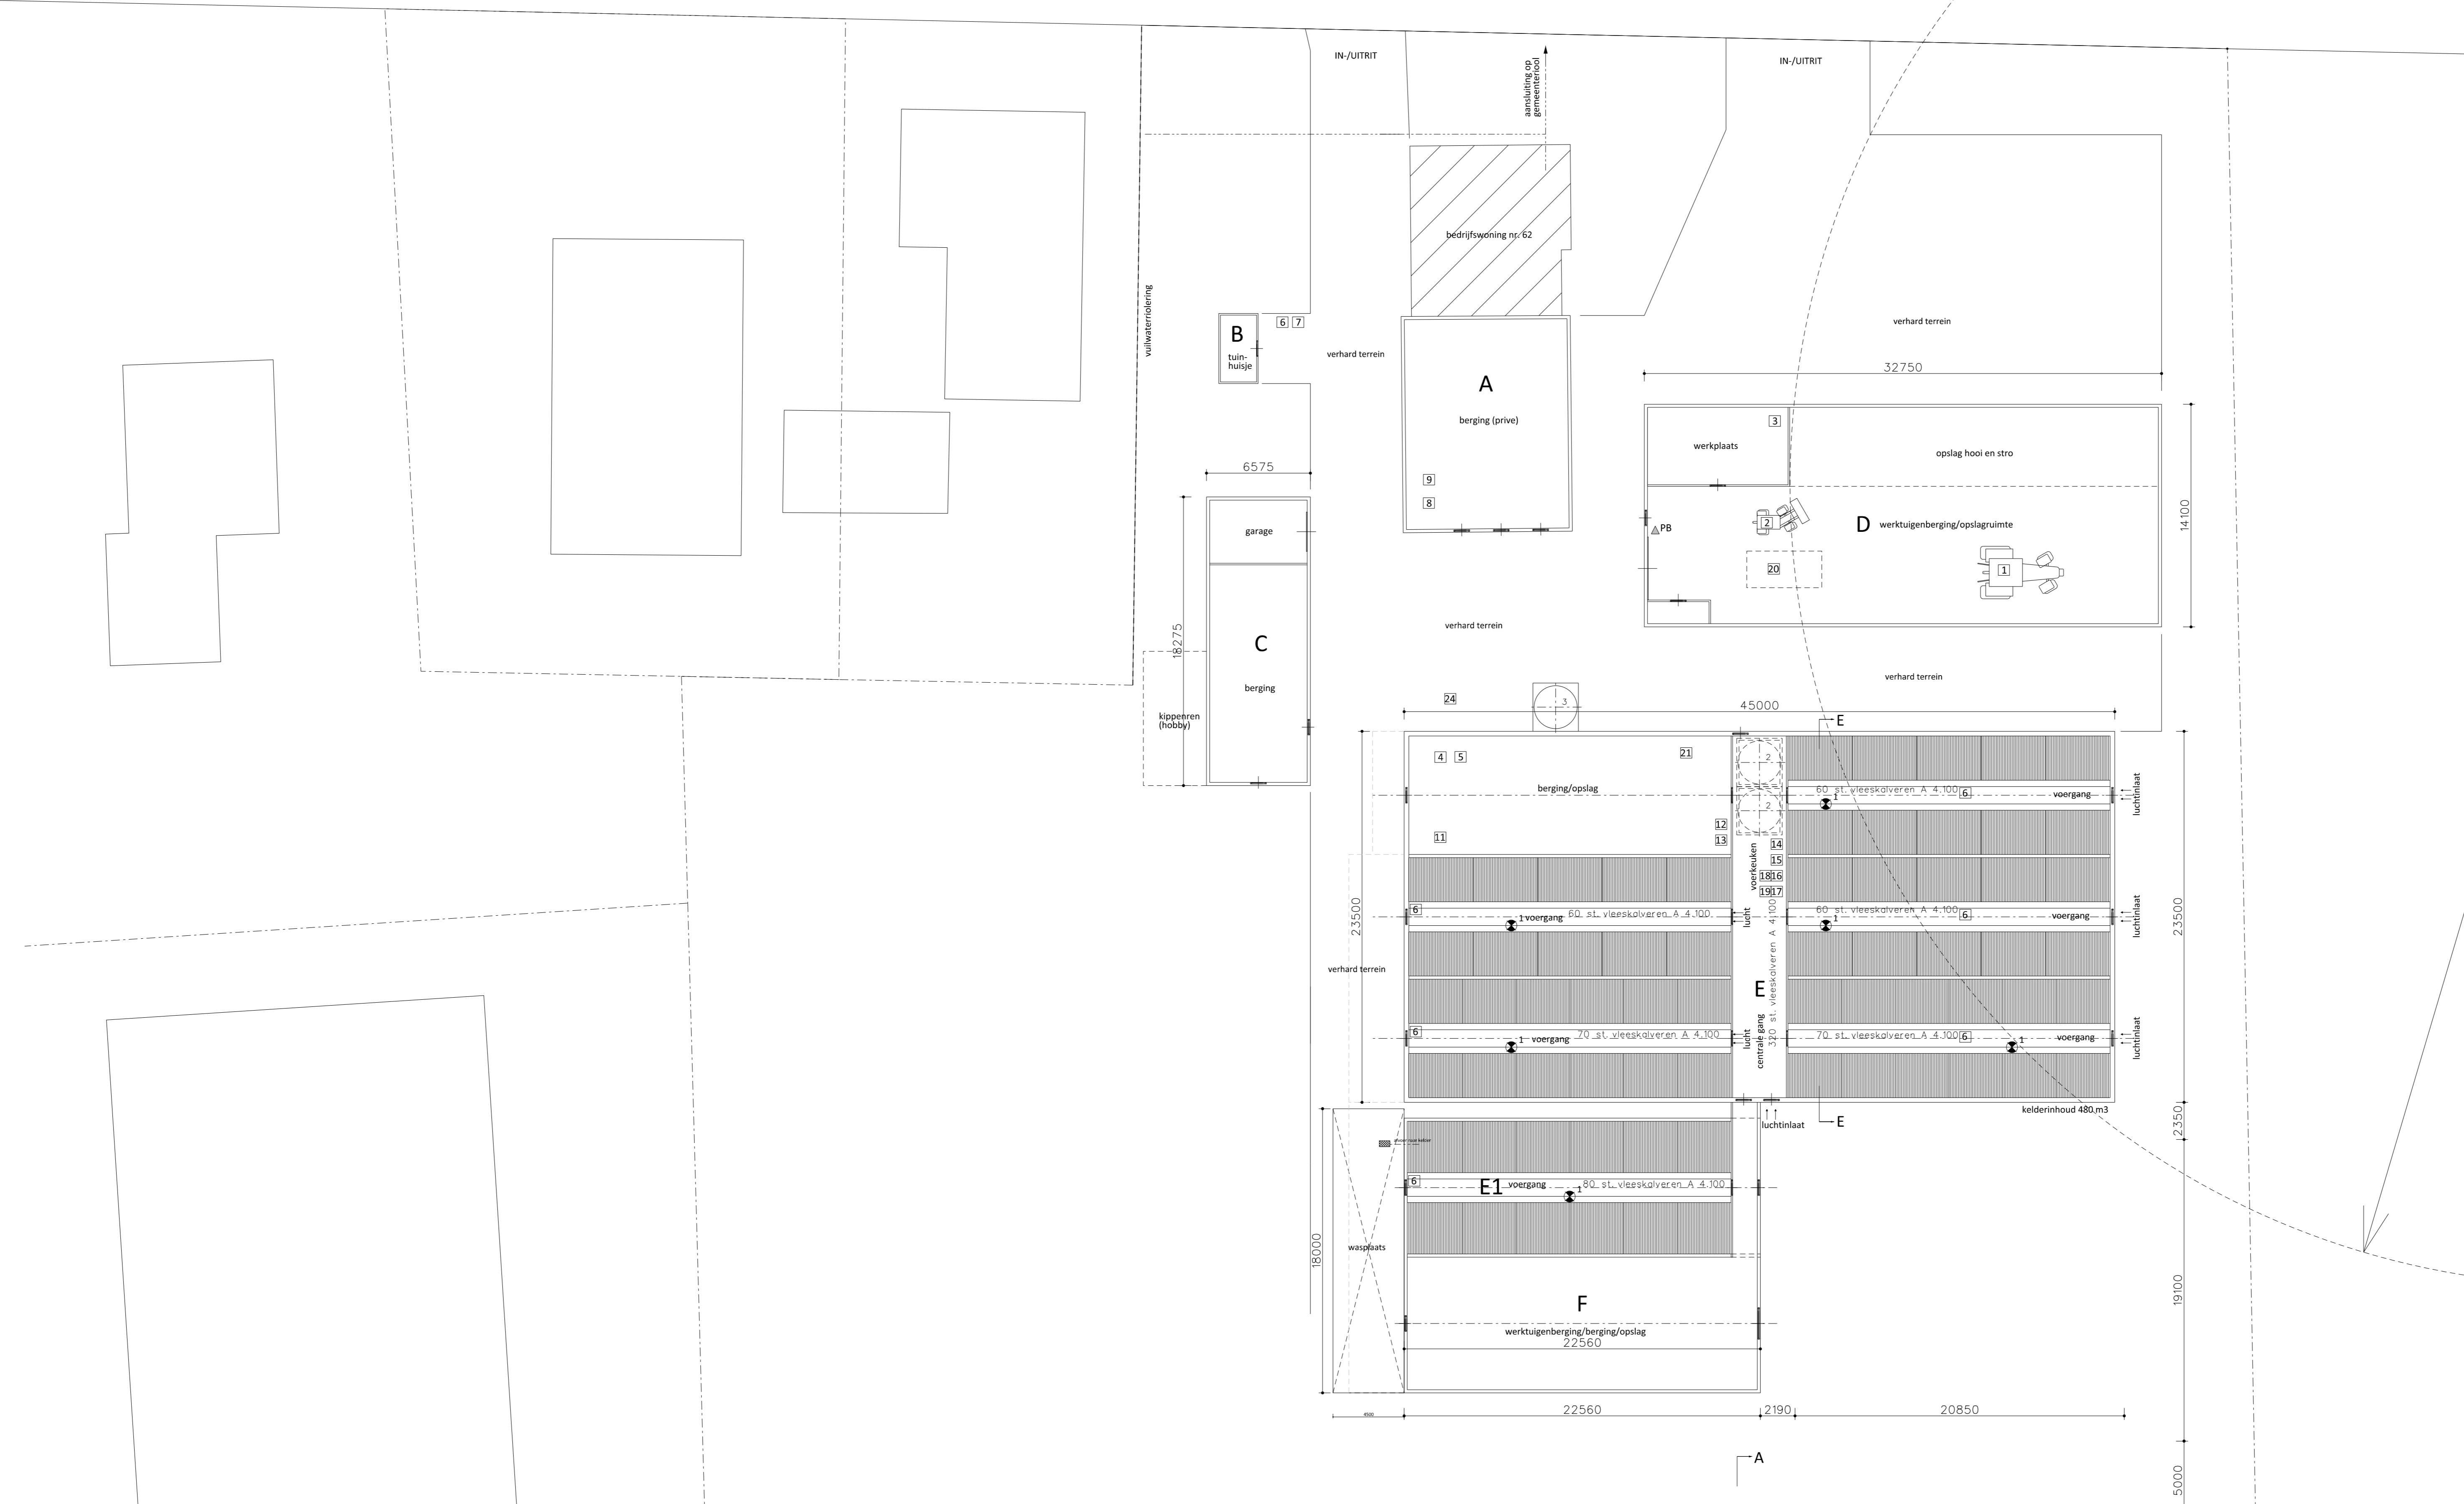 IN-/UITRIT
aansluiting op
gemeenteriool
IN-/UITRIT
bedrijfswoning nr. 62
vuilwaterriolering
B
tuin-
huisje
6 7
verhard terrein
verhard terrein
A
berging (prive)
9
8
32750
14100
werkplaats
3
opslag hooi en stro
PB
2
D werktuigenberging/opslagruimte
20
1
6575
18275
garage
C
berging
kippenren
(hobby)
verhard terrein
verhard terrein
24
3
45000
E
23500
4 5
21
berging/opslag
11
12
13
2
2
voerkeuken
14
15
18 16
19 17
60 st. vleeskalveren A 4.100
1
6
voergang
luchtinlaat
6
1 voergang
60 st. vleeskalveren A 4.100
lucht
60 st. vleeskalveren A 4.100
1
6
voergang
luchtinlaat
23500
verhard terrein
E
320 st. vleeskalveren A 4.100
centrale gang
6
1 voergang
70 st. vleeskalveren A 4.100
lucht
70 st. vleeskalveren A 4.100
6
1
voergang
luchtinlaat
kelderinhoud 480 m3
luchtinlaat
E
2350
6
E1 voergang
1
80 st. vleeskalveren A 4.100
wasplaats
18000
F
werktuigenberging/berging/opslag
22560
19100
4500
22560
2190
20850
A
5000